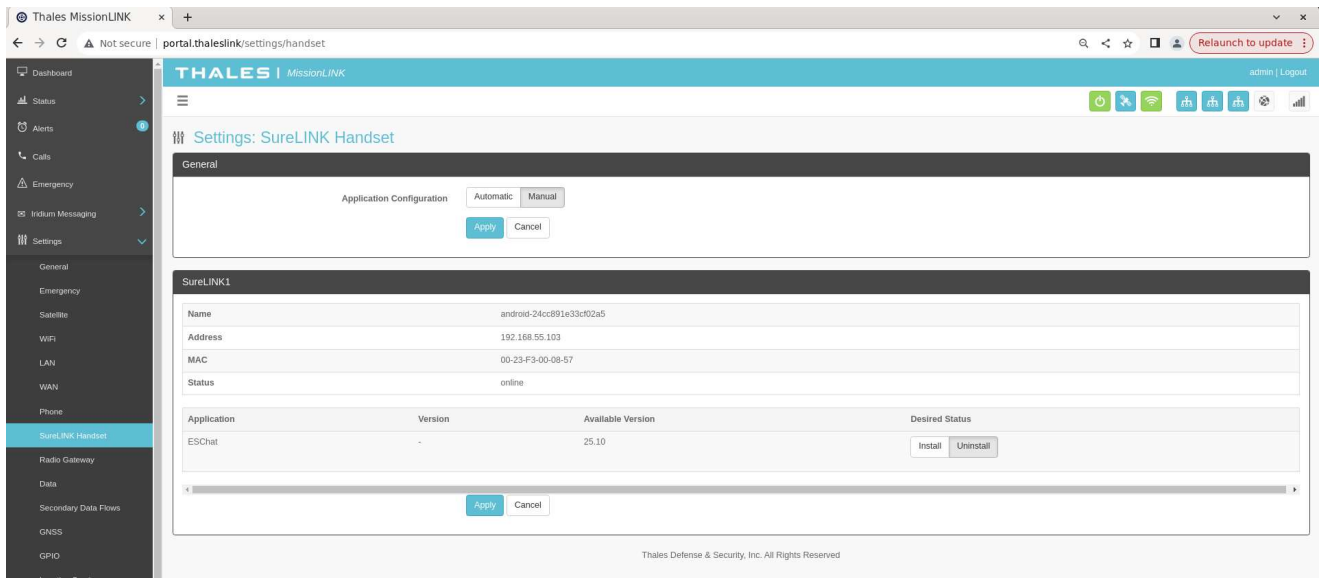 Thales MissionLINK
Not secure | portal.thaleslink/settings/handset
Relaunch to update
THALES | MissionLINK
admin | Logout
Dashboard
Status
Alerts 0
Calls
Emergency
Iridium Messaging
Settings
General
Emergency
Satellite
WiFi
LAN
WAN
Phone
SureLINK Handset
Radio Gateway
Data
Secondary Data Flows
GNSS
GPIO
Settings: SureLINK Handset
General
Application Configuration Automatic Manual
Apply Cancel
SureLINK1
Name android-24cc891e33cf02a5
Address 192.168.55.103
MAC 00-23-F3-00-08-57
Status online
Application Version Available Version Desired Status
ESChat - 25.10 Install Uninstall
Apply Cancel
Thales Defense & Security, Inc. All Rights Reserved